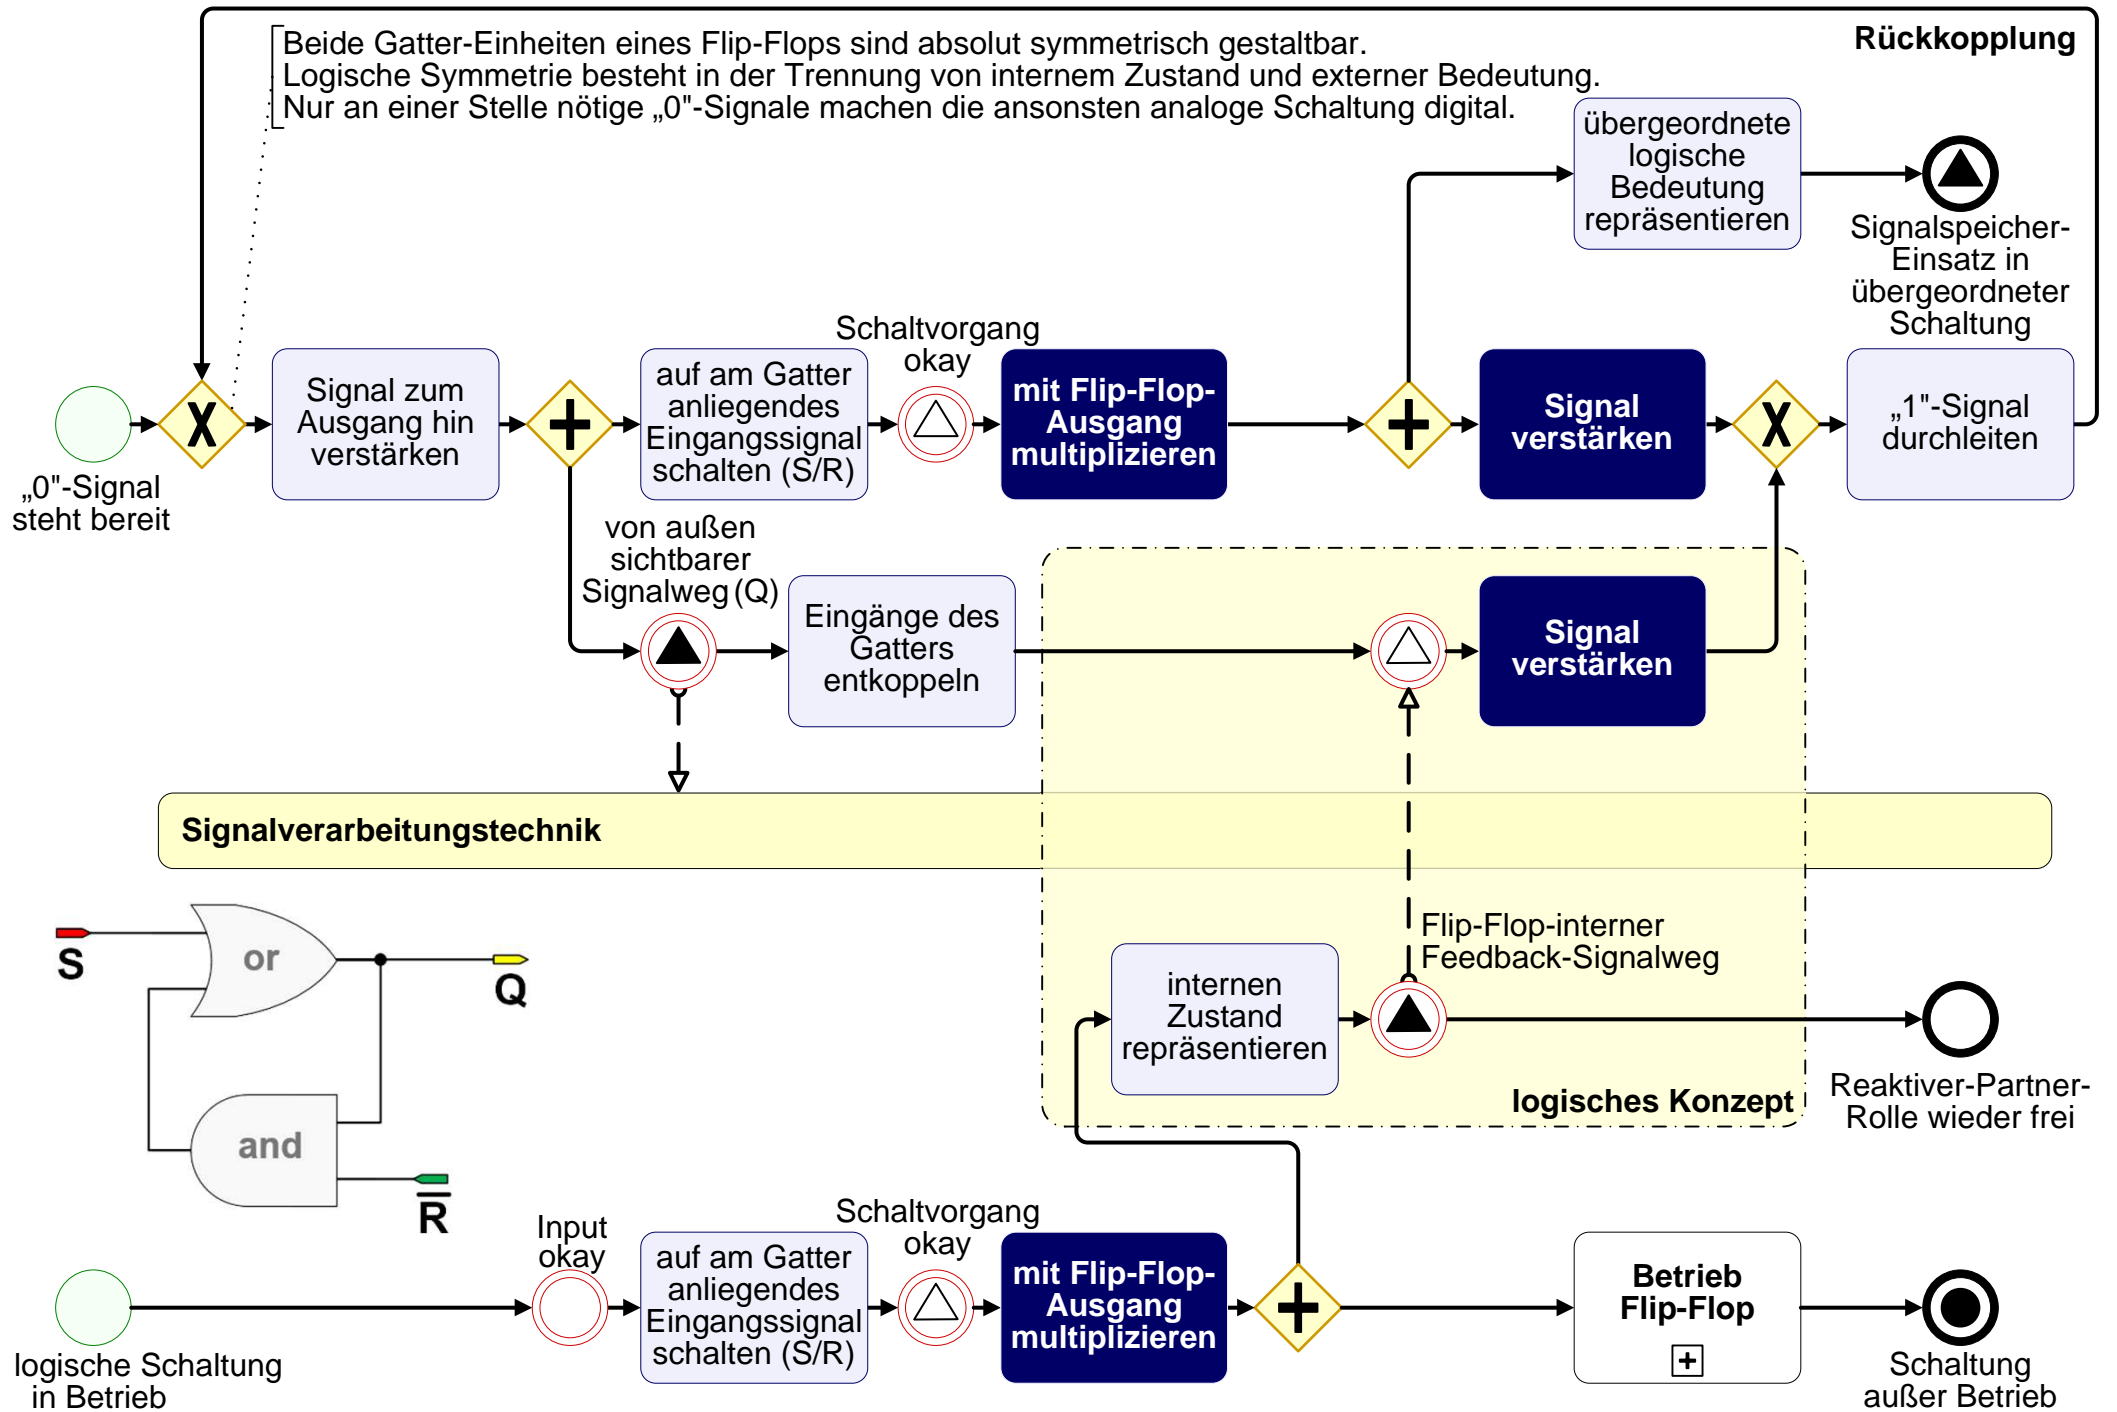 Rückkopplung
Beide Gatter-Einheiten eines Flip-Flops sind absolut symmetrisch gestaltbar.
Logische Symmetrie besteht in der Trennung von internem Zustand und externer Bedeutung.
Nur an einer Stelle nötige „0"-Signale machen die ansonsten analoge Schaltung digital.
übergeordnete
logische
Bedeutung
repräsentieren
Signalspeicher-
Einsatz in
übergeordneter
Schaltung
„0"-Signal
steht bereit
X
Signal zum
Ausgang hin
verstärken
auf am Gatter
anliegendes
Eingangssignal
schalten (S/R)
Schaltvorgang
okay
mit Flip-Flop-
Ausgang
multiplizieren
Signal
verstärken
X
„1"-Signal
durchleiten
von außen
sichtbarer
Signalweg (Q)
Eingänge des
Gatters
entkoppeln
Signal
verstärken
Signalverarbeitungstechnik
S
or
Q
and
R
Flip-Flop-interner
Feedback-Signalweg
internen
Zustand
repräsentieren
logisches Konzept
Reaktiver-Partner-
Rolle wieder frei
logische Schaltung
in Betrieb
Input
okay
auf am Gatter
anliegendes
Eingangssignal
schalten (S/R)
Schaltvorgang
okay
mit Flip-Flop-
Ausgang
multiplizieren
Betrieb
Flip-Flop
Schaltung
außer Betrieb